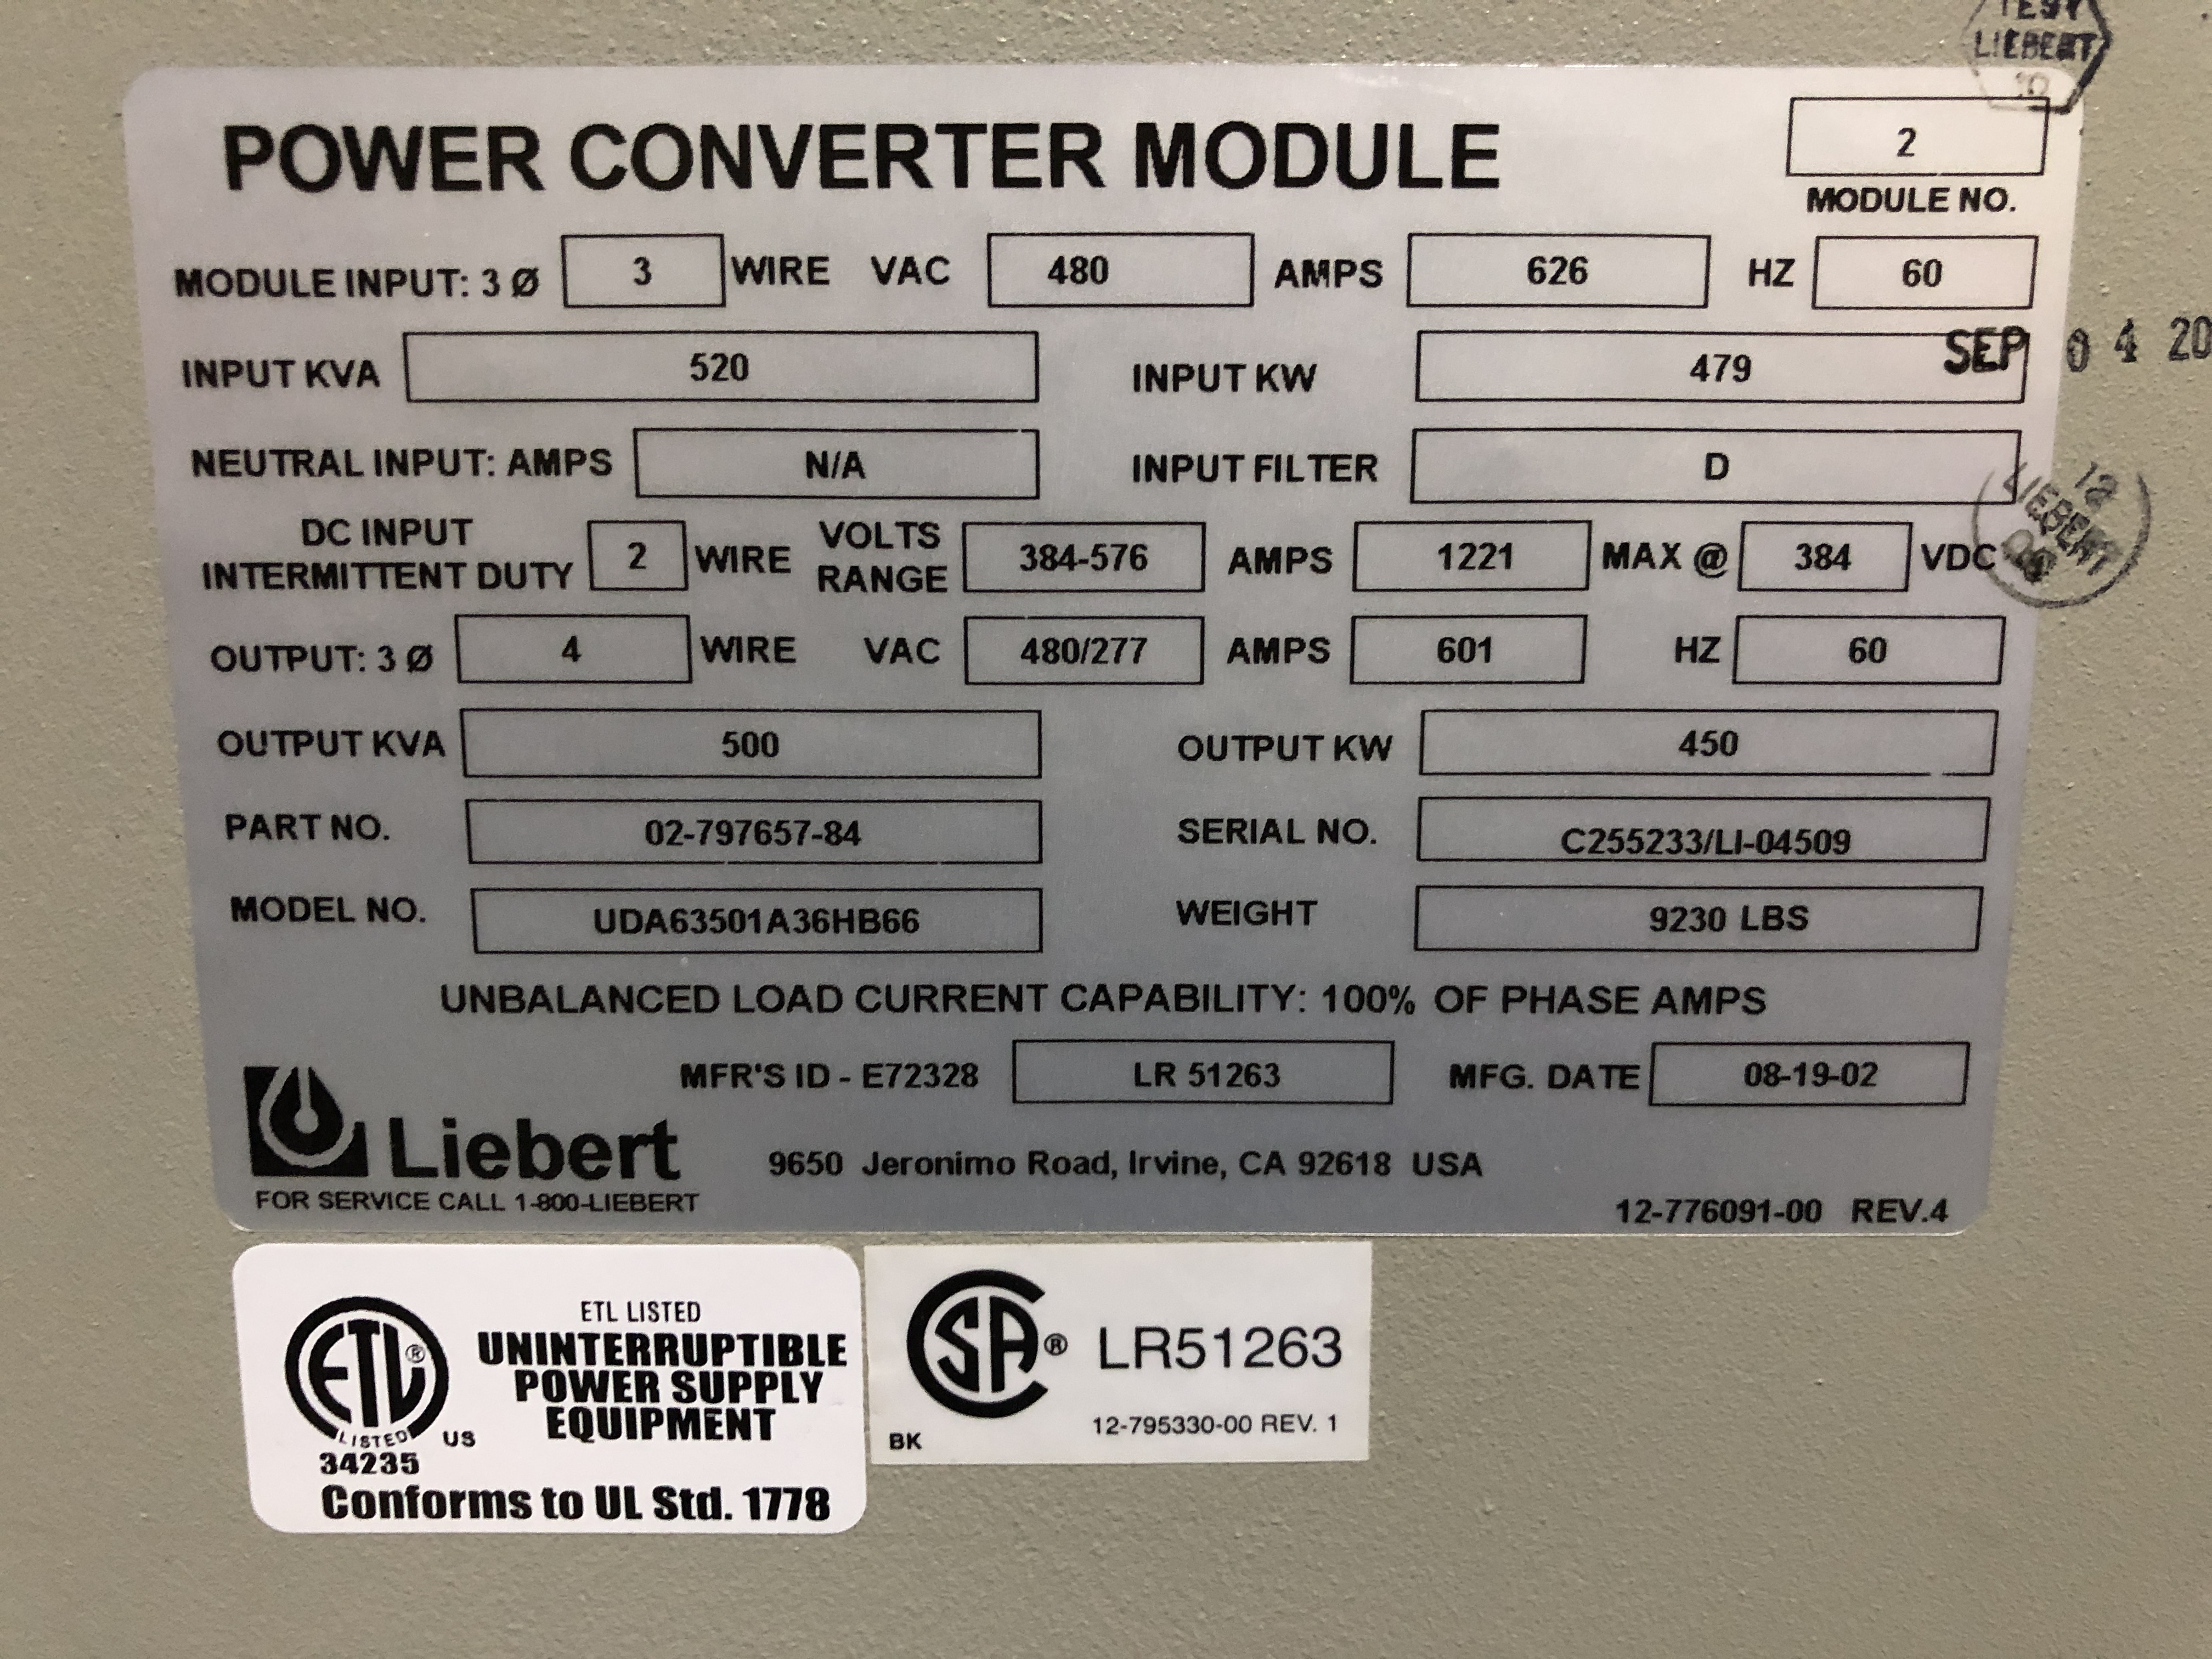 TEST
LIEBERT
10
POWER CONVERTER MODULE
2
MODULE NO.
MODULE INPUT: 3 Ø 3 WIRE VAC 480 AMPS 626 HZ 60
INPUT KVA 520 INPUT KW 479
SEP 04 20
NEUTRAL INPUT: AMPS N/A INPUT FILTER D
12
LIEBERT
DC INPUT
INTERMITTENT DUTY 2 WIRE VOLTS RANGE 384-576 AMPS 1221 MAX @ 384 VDC
OUTPUT: 3 Ø 4 WIRE VAC 480/277 AMPS 601 HZ 60
OUTPUT KVA 500 OUTPUT KW 450
PART NO. 02-797657-84 SERIAL NO. C255233/LI-04509
MODEL NO. UDA63501A36HB66 WEIGHT 9230 LBS
UNBALANCED LOAD CURRENT CAPABILITY: 100% OF PHASE AMPS
MFR'S ID - E72328 LR 51263 MFG. DATE 08-19-02
Liebert 9650 Jeronimo Road, Irvine, CA 92618 USA
FOR SERVICE CALL 1-800-LIEBERT
12-776091-00 REV.4
ETL LISTED
UNINTERRUPTIBLE
POWER SUPPLY
EQUIPMENT
ETL®
LISTED US
34235
Conforms to UL Std. 1778
CSA® LR51263
12-795330-00 REV. 1
BK